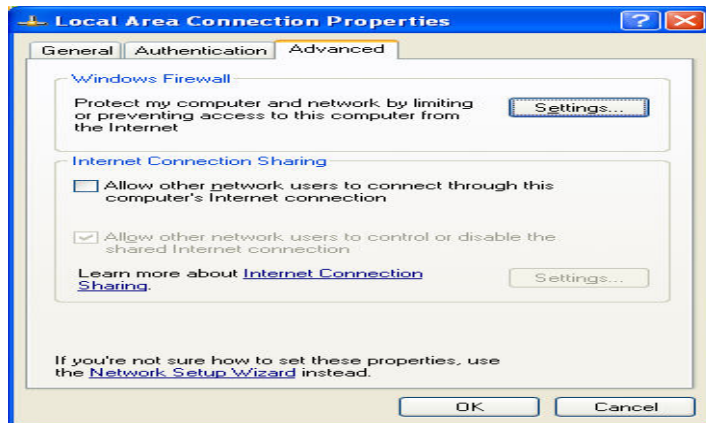 Local Area Connection Properties
General Authentication Advanced
Windows Firewall
Protect my computer and network by limiting
or preventing access to this computer from
the Internet
Settings...
Internet Connection Sharing
Allow other network users to connect through this
computer's Internet connection
Allow other network users to control or disable the
shared Internet connection
Learn more about Internet Connection
Sharing.
Settings...
If you're not sure how to set these properties, use
the Network Setup Wizard instead.
OK Cancel